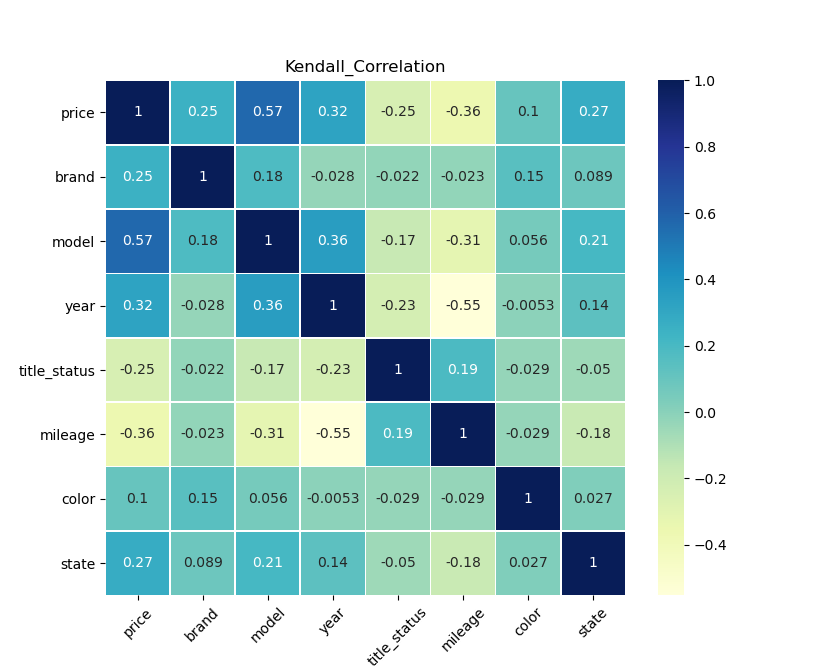 Kendall_Correlation
price 1 0.25 0.57 0.32 -0.25 -0.36 0.1 0.27
brand 0.25 1 0.18 -0.028 -0.022 -0.023 0.15 0.089
model 0.57 0.18 1 0.36 -0.17 -0.31 0.056 0.21
year 0.32 -0.028 0.36 1 -0.23 -0.55 -0.0053 0.14
title_status -0.25 -0.022 -0.17 -0.23 1 0.19 -0.029 -0.05
mileage -0.36 -0.023 -0.31 -0.55 0.19 1 -0.029 -0.18
color 0.1 0.15 0.056 -0.0053 -0.029 -0.029 1 0.027
state 0.27 0.089 0.21 0.14 -0.05 -0.18 0.027 1
price brand model year title_status mileage color state
1.0
0.8
0.6
0.4
0.2
0.0
−0.2
−0.4